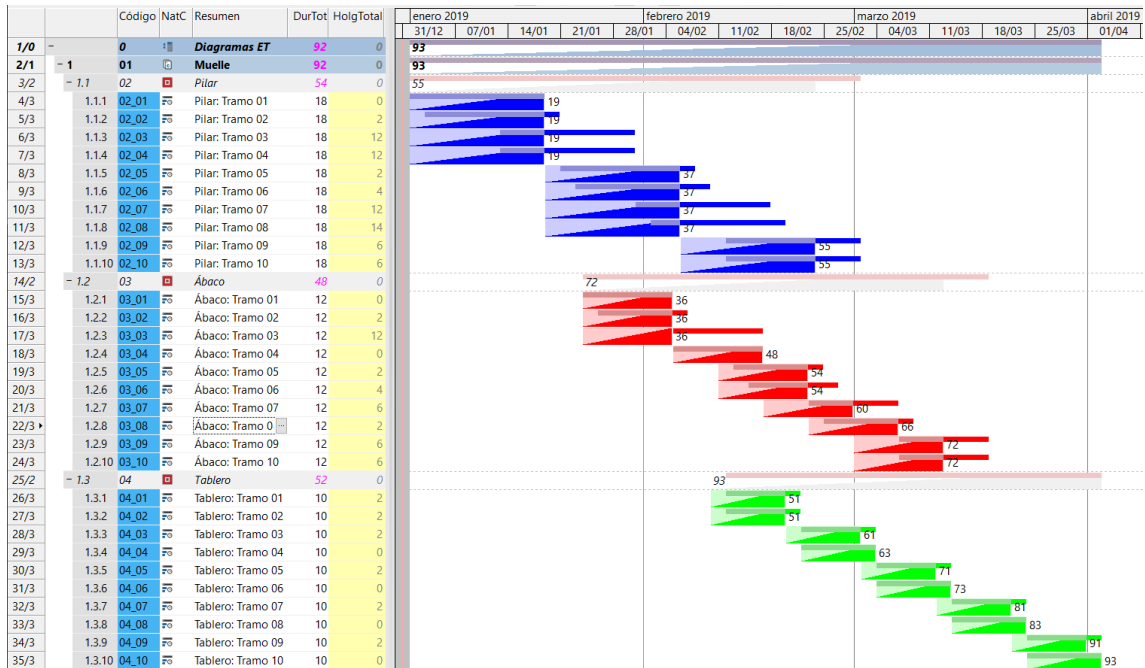 Código NatC Resumen DurTot HolgTotal enero 2019 febrero 2019 marzo 2019 abril 2019
31/12 07/01 14/01 21/01 28/01 04/02 11/02 18/02 25/02 04/03 11/03 18/03 25/03 01/04
1/0 − 0 Diagramas ET 92 0 93
2/1 − 1 01 Muelle 92 0 93
3/2 − 1.1 02 Pilar 54 0 55
4/3 1.1.1 02_01 Pilar: Tramo 01 18 0 19
5/3 1.1.2 02_02 Pilar: Tramo 02 18 2 19
6/3 1.1.3 02_03 Pilar: Tramo 03 18 12 19
7/3 1.1.4 02_04 Pilar: Tramo 04 18 12 19
8/3 1.1.5 02_05 Pilar: Tramo 05 18 2 37
9/3 1.1.6 02_06 Pilar: Tramo 06 18 4 37
10/3 1.1.7 02_07 Pilar: Tramo 07 18 12 37
11/3 1.1.8 02_08 Pilar: Tramo 08 18 14 37
12/3 1.1.9 02_09 Pilar: Tramo 09 18 6 55
13/3 1.1.10 02_10 Pilar: Tramo 10 18 6 55
14/2 − 1.2 03 Ábaco 48 0 72
15/3 1.2.1 03_01 Ábaco: Tramo 01 12 0 36
16/3 1.2.2 03_02 Ábaco: Tramo 02 12 2 36
17/3 1.2.3 03_03 Ábaco: Tramo 03 12 12 36
18/3 1.2.4 03_04 Ábaco: Tramo 04 12 0 48
19/3 1.2.5 03_05 Ábaco: Tramo 05 12 2 54
20/3 1.2.6 03_06 Ábaco: Tramo 06 12 4 54
21/3 1.2.7 03_07 Ábaco: Tramo 07 12 6 60
22/3 1.2.8 03_08 Ábaco: Tramo 0 ... 12 2 66
23/3 1.2.9 03_09 Ábaco: Tramo 09 12 6 72
24/3 1.2.10 03_10 Ábaco: Tramo 10 12 6 72
25/2 − 1.3 04 Tablero 52 0 93
26/3 1.3.1 04_01 Tablero: Tramo 01 10 2 51
27/3 1.3.2 04_02 Tablero: Tramo 02 10 2 51
28/3 1.3.3 04_03 Tablero: Tramo 03 10 2 61
29/3 1.3.4 04_04 Tablero: Tramo 04 10 0 63
30/3 1.3.5 04_05 Tablero: Tramo 05 10 2 71
31/3 1.3.6 04_06 Tablero: Tramo 06 10 0 73
32/3 1.3.7 04_07 Tablero: Tramo 07 10 2 81
33/3 1.3.8 04_08 Tablero: Tramo 08 10 0 83
34/3 1.3.9 04_09 Tablero: Tramo 09 10 2 91
35/3 1.3.10 04_10 Tablero: Tramo 10 10 0 93